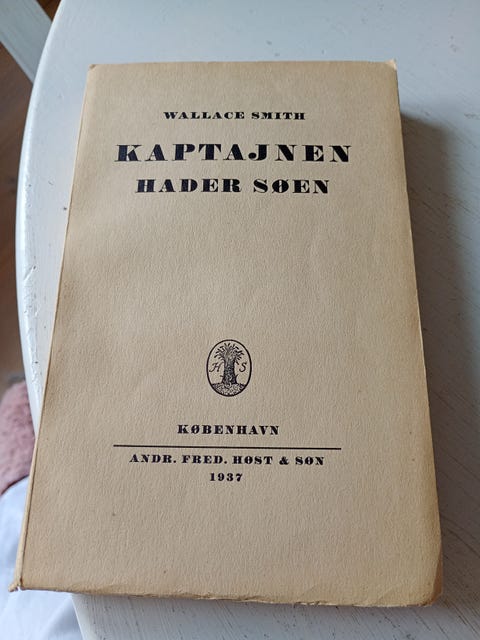 WALLACE SMITH
KAPTAJNEN
HADER SØEN
H S
KØBENHAVN
ANDR. FRED. HØST & SØN
1937